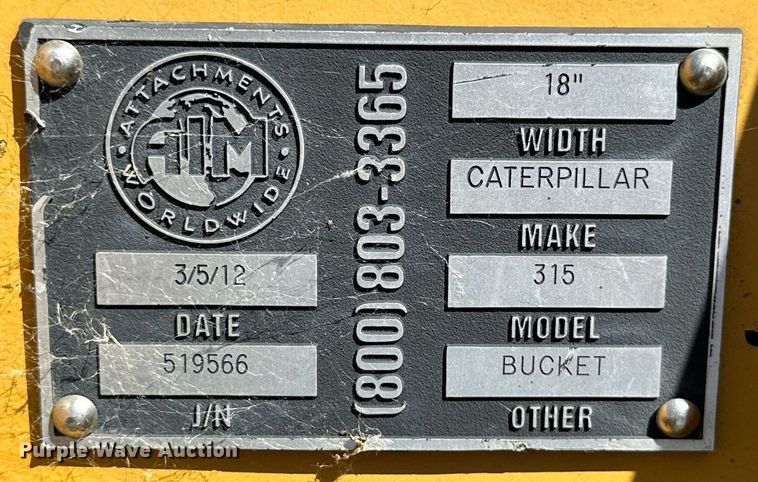 ATTACHMENTS
AIM
WORLDWIDE
3/5/12
DATE
519566
J/N
(800) 803-3365
18"
WIDTH
CATERPILLAR
MAKE
315
MODEL
BUCKET
OTHER
Purple Wave Auction